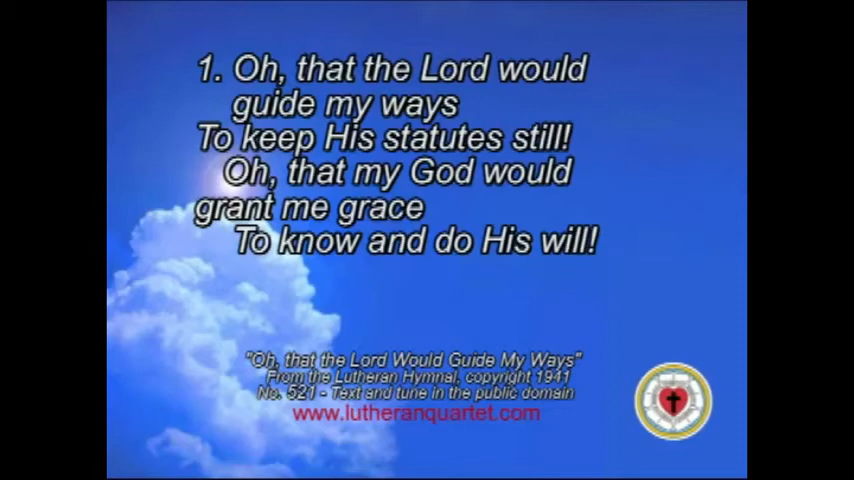 1. Oh, that the Lord would
guide my ways
To keep His statutes still!
Oh, that my God would
grant me grace
To know and do His will!
"Oh, that the Lord Would Guide My Ways"
From the Lutheran Hymnal, copyright 1941
No. 521 - Text and tune in the public domain
www.lutheranquartet.com